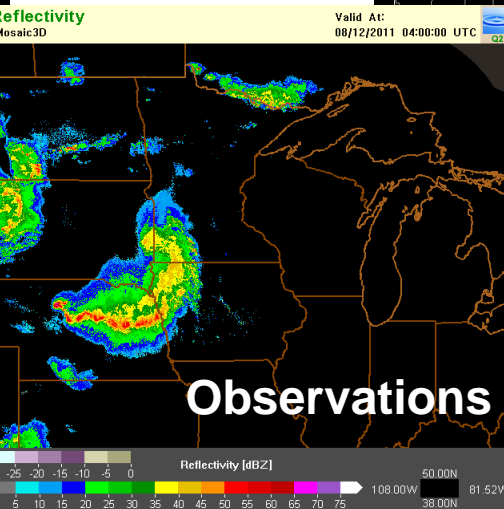 Reflectivity
Mosaic3D
Valid At:
08/12/2011 04:00:00 UTC
Q2
Observations
-25 -20 -15 -10 -5 0
Reflectivity [dBZ]
5 10 15 20 25 30 35 40 45 50 55 60 65 70 75
50.00N
108.00W
81.52W
38.00N